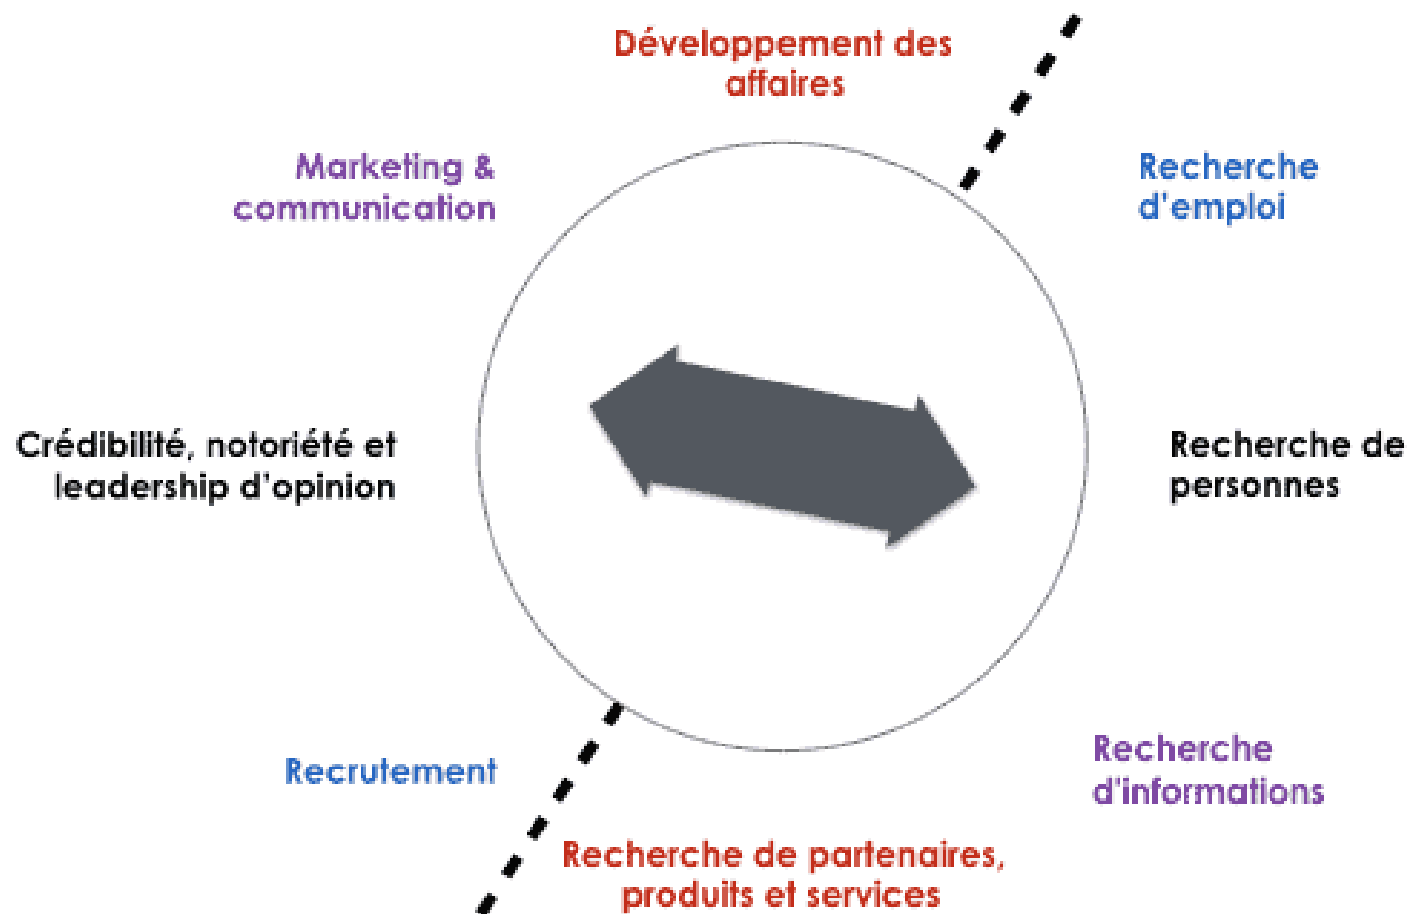 Développement des
affaires
Marketing &
communication
Recherche
d'emploi
Crédibilité, notoriété et
leadership d'opinion
Recherche de
personnes
Recrutement
Recherche
d'informations
Recherche de partenaires,
produits et services